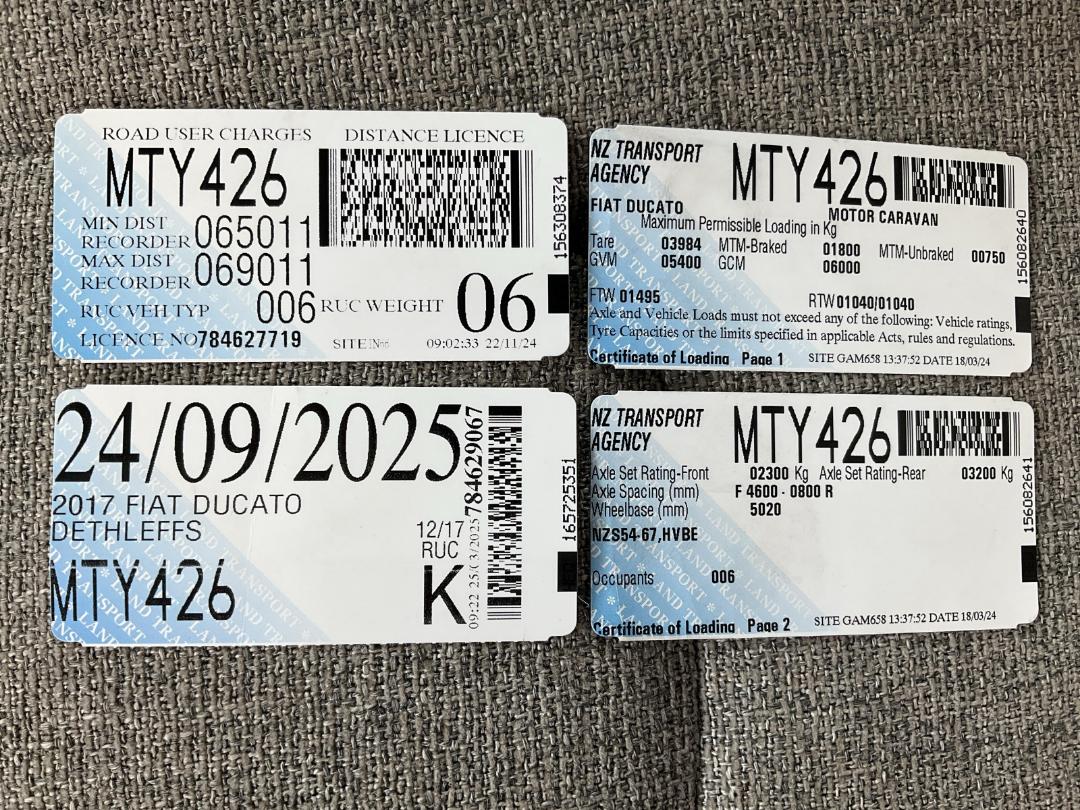 ROAD USER CHARGES DISTANCE LICENCE
MTY426
MIN DIST
RECORDER 065011
MAX DIST
RECORDER 069011
RUC VEH TYP 006 RUC WEIGHT 06
LICENCE NO 784627719 SITE 09:02:33 22/11/24
156308374
NZ TRANSPORT
AGENCY
MTY426
FIAT DUCATO MOTOR CARAVAN
Maximum Permissible Loading in Kg
Tare 03984 MTM-Braked 01800 MTM-Unbraked 00750
GVM 05400 GCM 06000
FTW 01495 RTW 01040/01040
Axle and Vehicle Loads must not exceed any of the following: Vehicle ratings,
Tyre Capacities or the limits specified in applicable Acts, rules and regulations.
Certificate of Loading Page 1 SITE GAM658 13:37:52 DATE 18/03/24
156082640
24/09/2025
2017 FIAT DUCATO
DETHLEFFS
12/17
RUC
MTY426 K
09:22 25/03/2025 784629067
165725351
NZ TRANSPORT
AGENCY
MTY426
Axle Set Rating-Front 02300 Kg Axle Set Rating-Rear 03200 Kg
Axle Spacing (mm) F 4600 - 0800 R
Wheelbase (mm) 5020
NZS54-67,HVBE
Occupants 006
Certificate of Loading Page 2 SITE GAM658 13:37:52 DATE 18/03/24
156082641